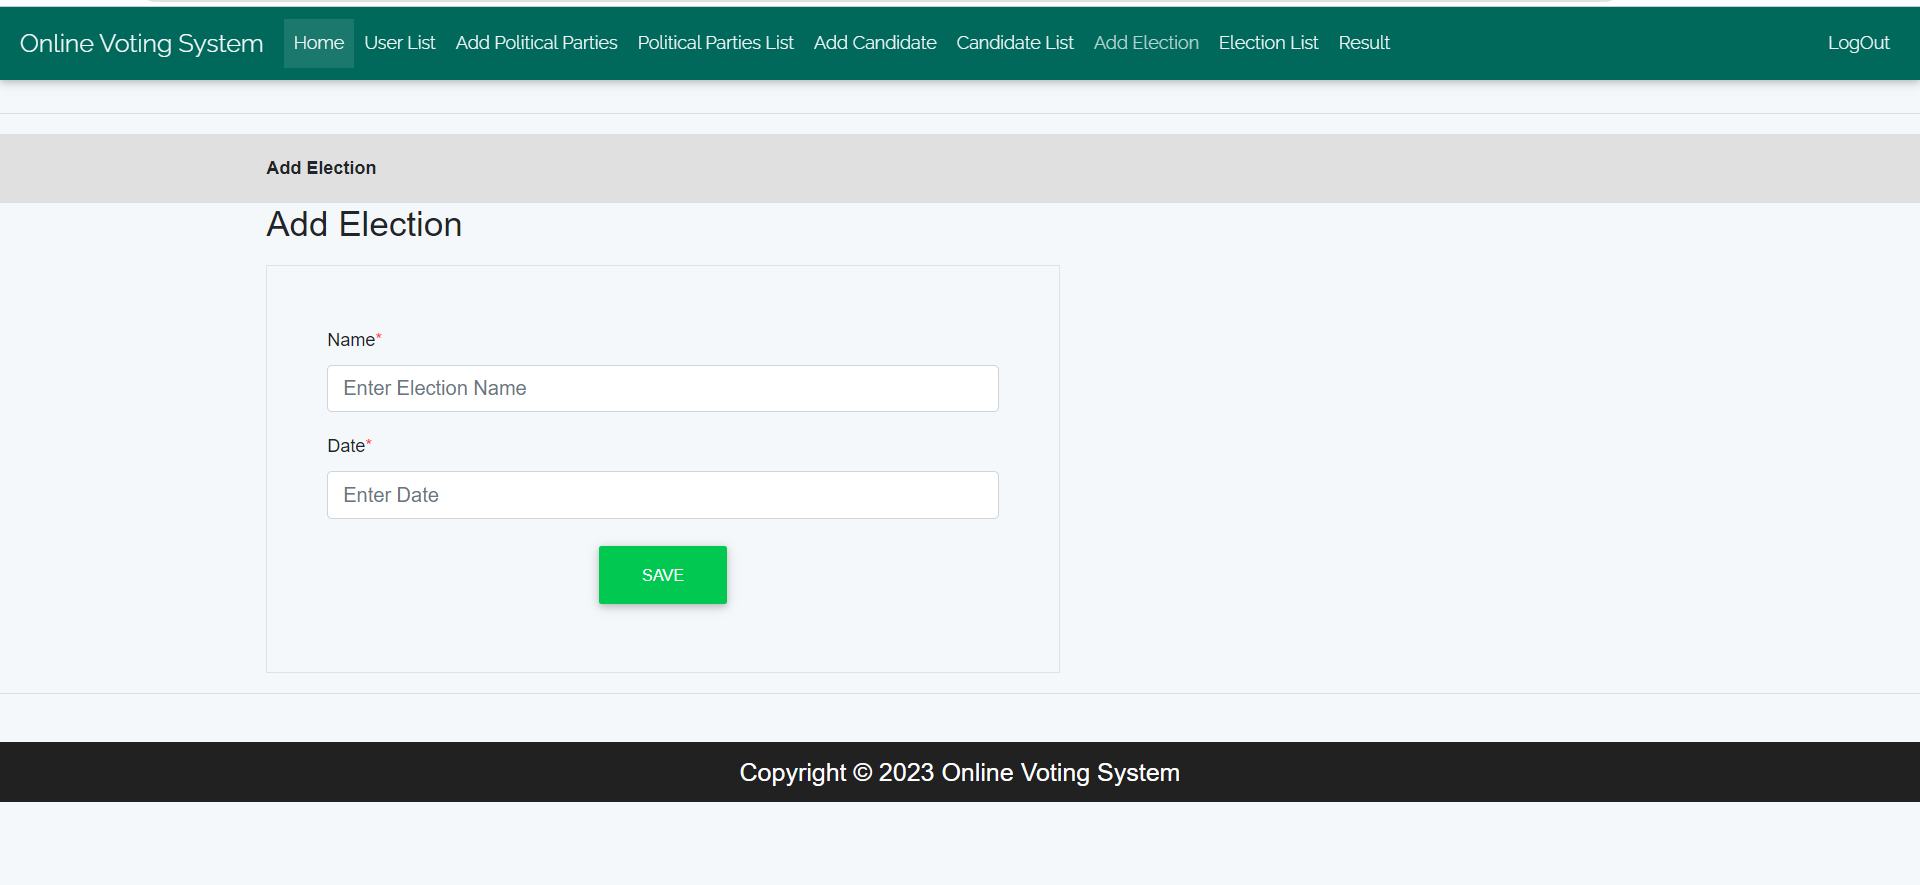 Online Voting System Home User List Add Political Parties Political Parties List Add Candidate Candidate List Add Election Election List Result LogOut
Add Election
Add Election
Name*
Enter Election Name
Date*
Enter Date
SAVE
Copyright © 2023 Online Voting System